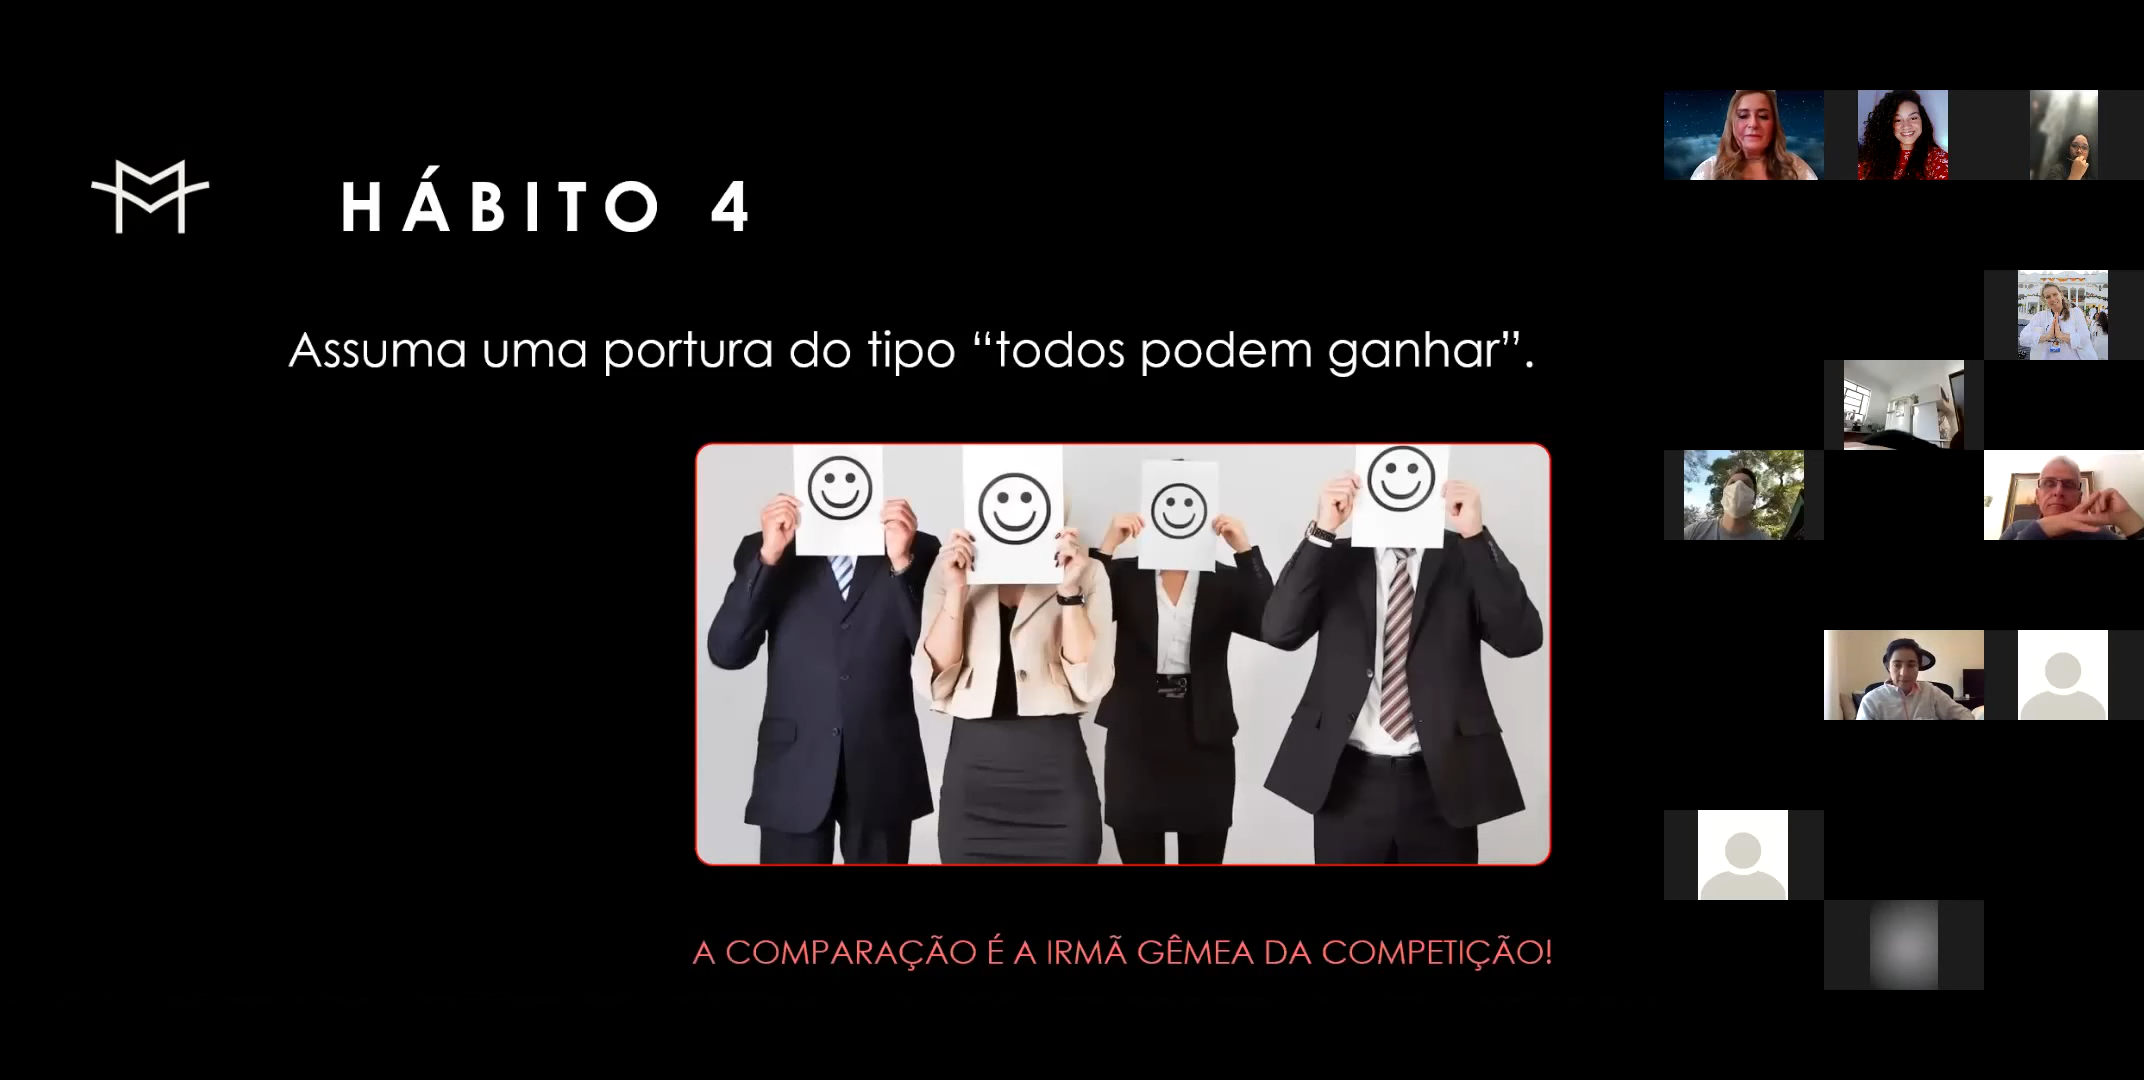 HÁBITO 4
Assuma uma portura do tipo “todos podem ganhar”.
A COMPARAÇÃO É A IRMÃ GÊMEA DA COMPETIÇÃO!